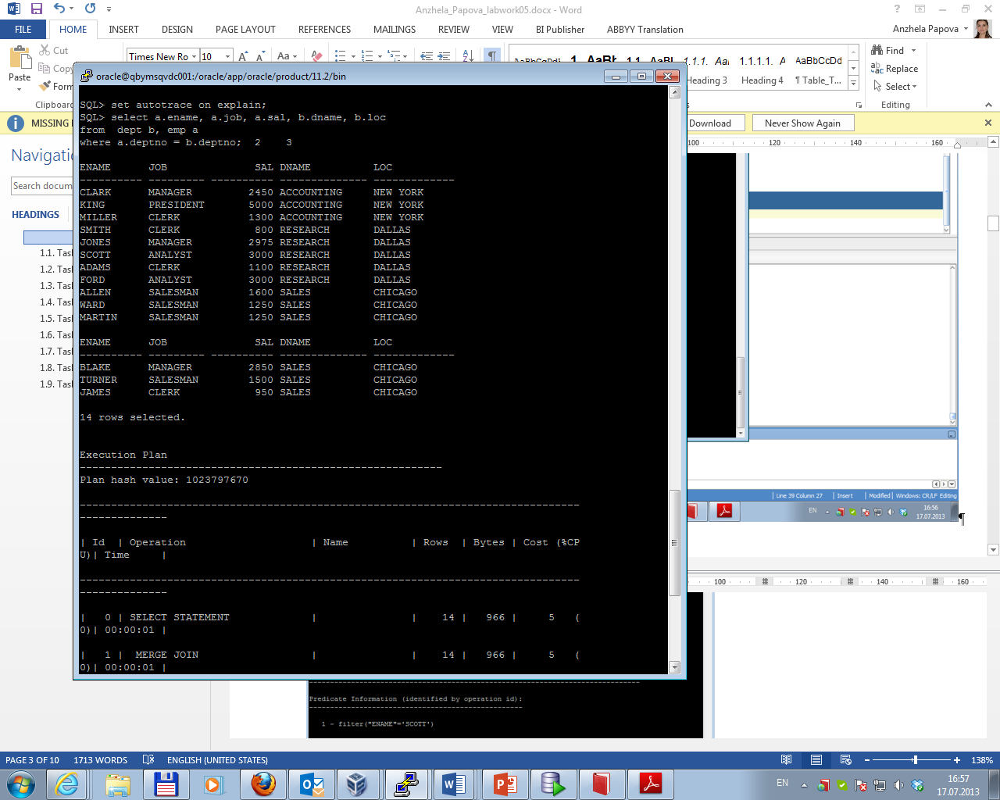 Anzhela_Papova_labwork05.docx - Word
FILE HOME INSERT DESIGN PAGE LAYOUT REFERENCES MAILINGS REVIEW VIEW BI Publisher ABBYY Translation Anzhela Papova
Cut
Paste
Clipboard
Times New Ro 10
Aa
AaBbCcDd 1.1.1. 1.1.1.1. A AaBbCcDd
Heading 3 Heading 4 ¶ Table_T...
Find
Replace
Select
Editing
MISSING
Download Never Show Again
Search docum
HEADINGS
1.1. Tas
1.2. Tas
1.3. Tas
1.4. Tas
1.5. Tas
1.6. Tas
1.7. Tas
1.8. Tas
1.9. Tas
100 120 140 160
oracle@qbymsqvdc001:/oracle/app/oracle/product/11.2/bin
SQL> set autotrace on explain;
SQL> select a.ename, a.job, a.sal, b.dname, b.loc
from  dept b, emp a
where a.deptno = b.deptno;  2    3
ENAME      JOB              SAL DNAME          LOC
---------- --------- ---------- -------------- -------------
CLARK      MANAGER         2450 ACCOUNTING     NEW YORK
KING       PRESIDENT       5000 ACCOUNTING     NEW YORK
MILLER     CLERK           1300 ACCOUNTING     NEW YORK
SMITH      CLERK            800 RESEARCH       DALLAS
JONES      MANAGER         2975 RESEARCH       DALLAS
SCOTT      ANALYST         3000 RESEARCH       DALLAS
ADAMS      CLERK           1100 RESEARCH       DALLAS
FORD       ANALYST         3000 RESEARCH       DALLAS
ALLEN      SALESMAN        1600 SALES          CHICAGO
WARD       SALESMAN        1250 SALES          CHICAGO
MARTIN     SALESMAN        1250 SALES          CHICAGO
ENAME      JOB              SAL DNAME          LOC
---------- --------- ---------- -------------- -------------
BLAKE      MANAGER         2850 SALES          CHICAGO
TURNER     SALESMAN        1500 SALES          CHICAGO
JAMES      CLERK            950 SALES          CHICAGO
14 rows selected.
Execution Plan
----------------------------------------------------------
Plan hash value: 1023797670
--------------------------------------------------------------------------------
--------------
| Id  | Operation                    | Name          | Rows  | Bytes | Cost (%CP
U)| Time     |
--------------------------------------------------------------------------------
--------------
|   0 | SELECT STATEMENT             |               |    14 |   966 |     5   (
0)| 00:00:01 |
|   1 |  MERGE JOIN                  |               |    14 |   966 |     5   (
0)| 00:00:01 |
Line 39 Column 27 Insert Modified Windows: CR/LF Editing
EN 16:56
17.07.2013
¶
100 120 140 160
Predicate Information (identified by operation id):
1 - filter("ENAME"='SCOTT')
PAGE 3 OF 10 1713 WORDS ENGLISH (UNITED STATES) 138%
EN 16:57
17.07.2013